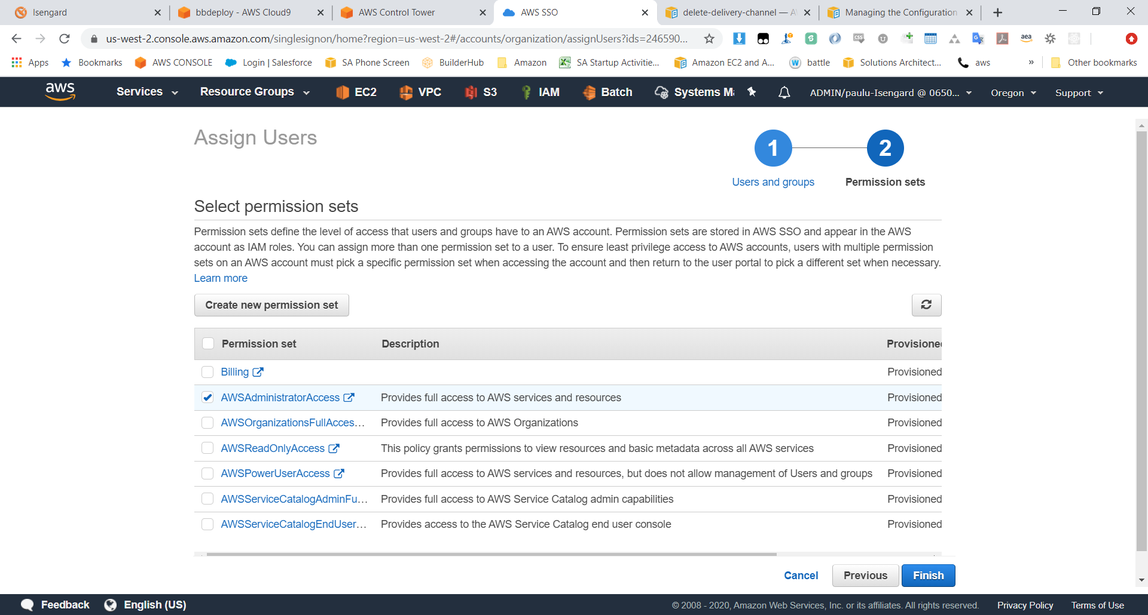 Isengard
bbdeploy - AWS Cloud9
AWS Control Tower
AWS SSO
delete-delivery-channel — A
Managing the Configuration
us-west-2.console.aws.amazon.com/singlesignon/home?region=us-west-2#/accounts/organization/assignUsers?ids=246590...
Apps Bookmarks AWS CONSOLE Login | Salesforce SA Phone Screen BuilderHub Amazon SA Startup Activitie... Amazon EC2 and A... battle Solutions Architect... aws » Other bookmarks
aws Services Resource Groups EC2 VPC S3 IAM Batch Systems M ADMIN/paulu-Isengard @ 0650... Oregon Support
Assign Users
1 2
Users and groups Permission sets
Select permission sets
Permission sets define the level of access that users and groups have to an AWS account. Permission sets are stored in AWS SSO and appear in the AWS
account as IAM roles. You can assign more than one permission set to a user. To ensure least privilege access to AWS accounts, users with multiple permission
sets on an AWS account must pick a specific permission set when accessing the account and then return to the user portal to pick a different set when necessary.
Learn more
Create new permission set
Permission set Description Provisioned
Billing Provisioned
AWSAdministratorAccess Provides full access to AWS services and resources Provisioned
AWSOrganizationsFullAcces... Provides full access to AWS Organizations Provisioned
AWSReadOnlyAccess This policy grants permissions to view resources and basic metadata across all AWS services Provisioned
AWSPowerUserAccess Provides full access to AWS services and resources, but does not allow management of Users and groups Provisioned
AWSServiceCatalogAdminFu... Provides full access to AWS Service Catalog admin capabilities Provisioned
AWSServiceCatalogEndUser... Provides access to the AWS Service Catalog end user console Provisioned
Cancel Previous Finish
Feedback English (US) © 2008 - 2020, Amazon Web Services, Inc. or its affiliates. All rights reserved. Privacy Policy Terms of Use